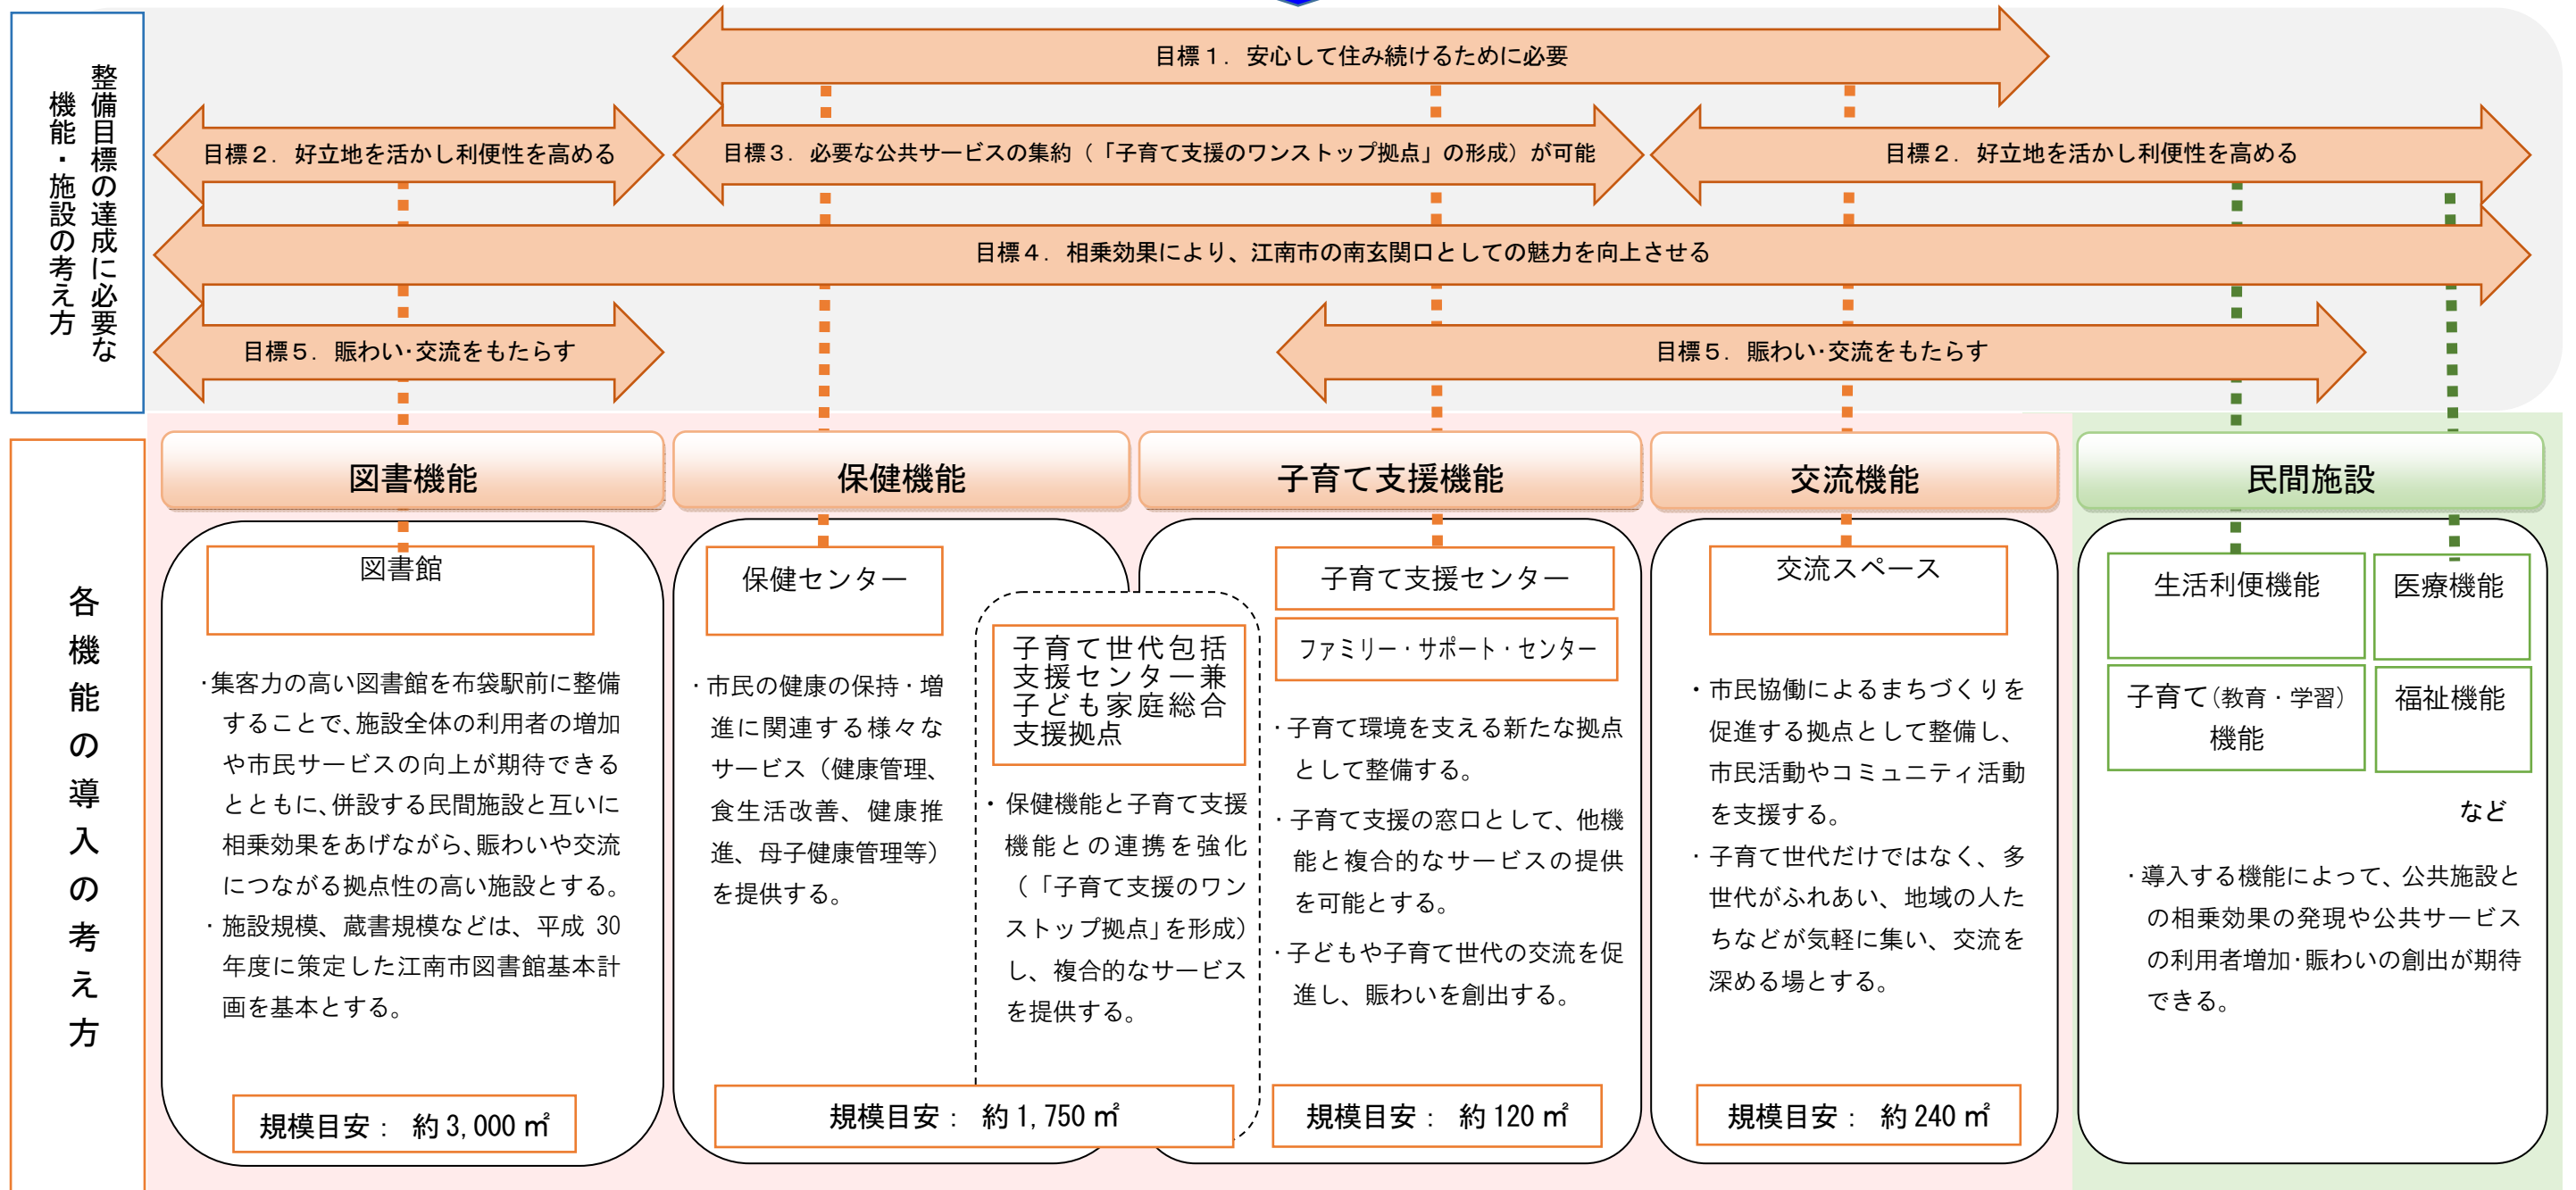 整備目標の達成に必要な
機能・施設の考え方
目標１．安心して住み続けるために必要
目標２．好立地を活かし利便性を高める
目標３．必要な公共サービスの集約（「子育て支援のワンストップ拠点」の形成）が可能
目標２．好立地を活かし利便性を高める
目標４．相乗効果により、江南市の南玄関口としての魅力を向上させる
目標５．賑わい・交流をもたらす
目標５．賑わい・交流をもたらす
各機能の導入の考え方
図書機能
図書館
・集客力の高い図書館を布袋駅前に整備
することで、施設全体の利用者の増加
や市民サービスの向上が期待できる
とともに、併設する民間施設と互いに
相乗効果をあげながら、賑わいや交流
につながる拠点性の高い施設とする。
・施設規模、蔵書規模などは、平成 30
年度に策定した江南市図書館基本計
画を基本とする。
規模目安： 約 3,000 ㎡
保健機能
保健センター
・市民の健康の保持・増
進に関連する様々な
サービス（健康管理、
食生活改善、健康推
進、母子健康管理等）
を提供する。
子育て世代包括
支援センター兼
子ども家庭総合
支援拠点
・保健機能と子育て支援
機能との連携を強化
（「子育て支援のワン
ストップ拠点」を形成）
し、複合的なサービス
を提供する。
規模目安： 約 1,750 ㎡
子育て支援機能
子育て支援センター
ファミリー・サポート・センター
・子育て環境を支える新たな拠点
として整備する。
・子育て支援の窓口として、他機
能と複合的なサービスの提供
を可能とする。
・子どもや子育て世代の交流を促
進し、賑わいを創出する。
規模目安： 約 120 ㎡
交流機能
交流スペース
・市民協働によるまちづくりを
促進する拠点として整備し、
市民活動やコミュニティ活動
を支援する。
・子育て世代だけではなく、多
世代がふれあい、地域の人た
ちなどが気軽に集い、交流を
深める場とする。
規模目安： 約 240 ㎡
民間施設
生活利便機能
医療機能
子育て（教育・学習）
機能
福祉機能
など
・導入する機能によって、公共施設と
の相乗効果の発現や公共サービス
の利用者増加・賑わいの創出が期待
できる。